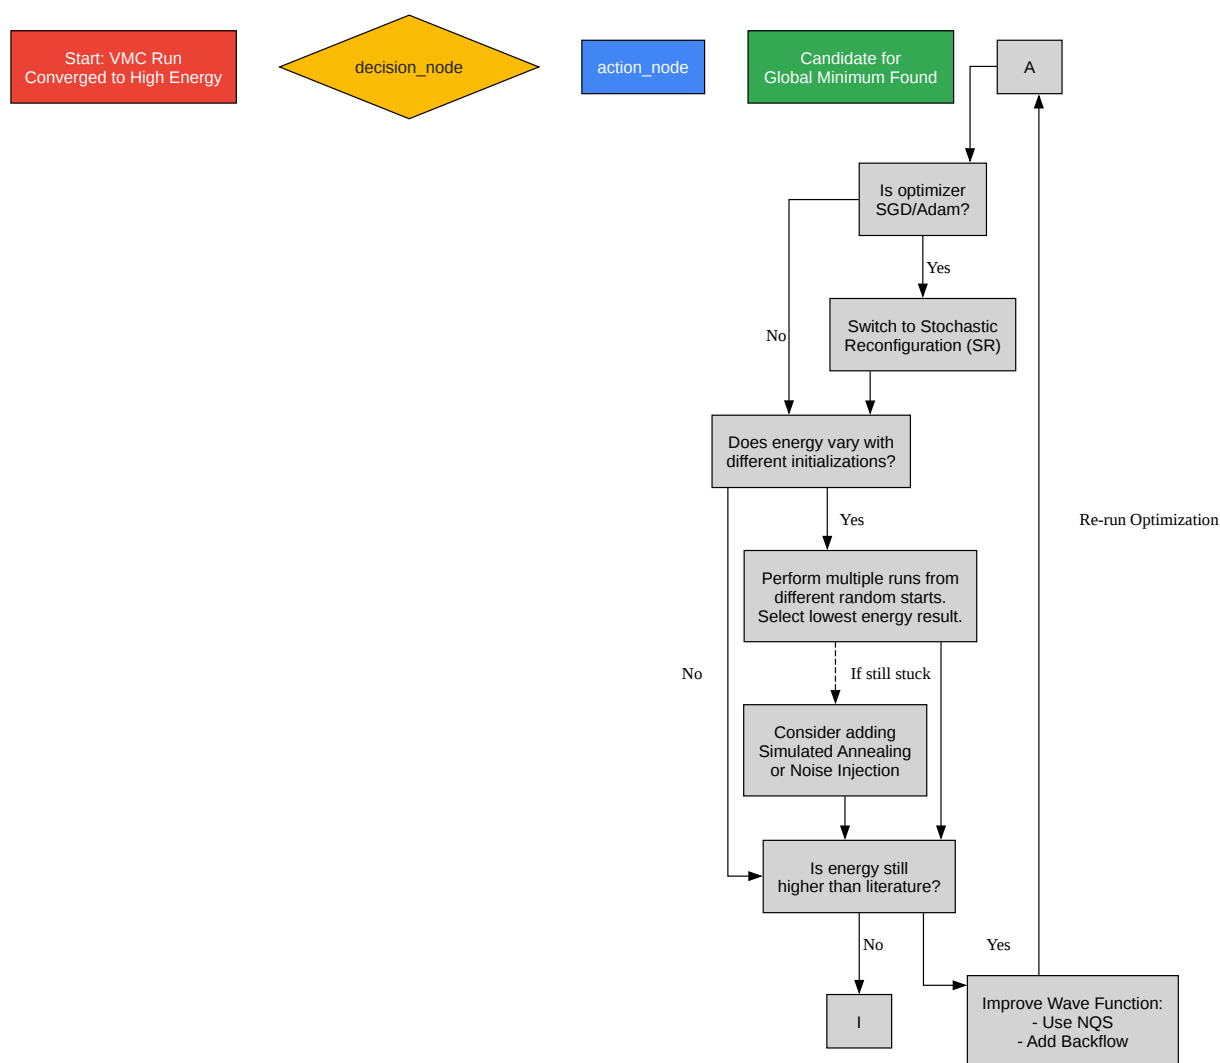 Start: VMC Run
Converged to High Energy
decision_node
action_node
Candidate for
Global Minimum Found
A
Is optimizer
SGD/Adam?
Yes
Switch to Stochastic
Reconfiguration (SR)
No
Does energy vary with
different initializations?
Yes
Re-run Optimization
Perform multiple runs from
different random starts.
Select lowest energy result.
No
If still stuck
Consider adding
Simulated Annealing
or Noise Injection
Is energy still
higher than literature?
No
Yes
I
Improve Wave Function:
- Use NQS
- Add Backflow